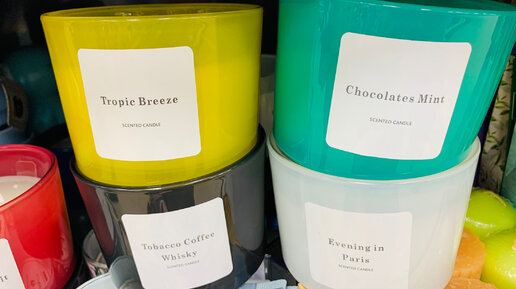 Tropic Breeze
SCENTED CANDLE
Chocolates Mint
SCENTED CANDLE
Tobacco Coffee
Whisky
SCENTED CANDLE
Evening in
Paris
SCENTED CANDLE